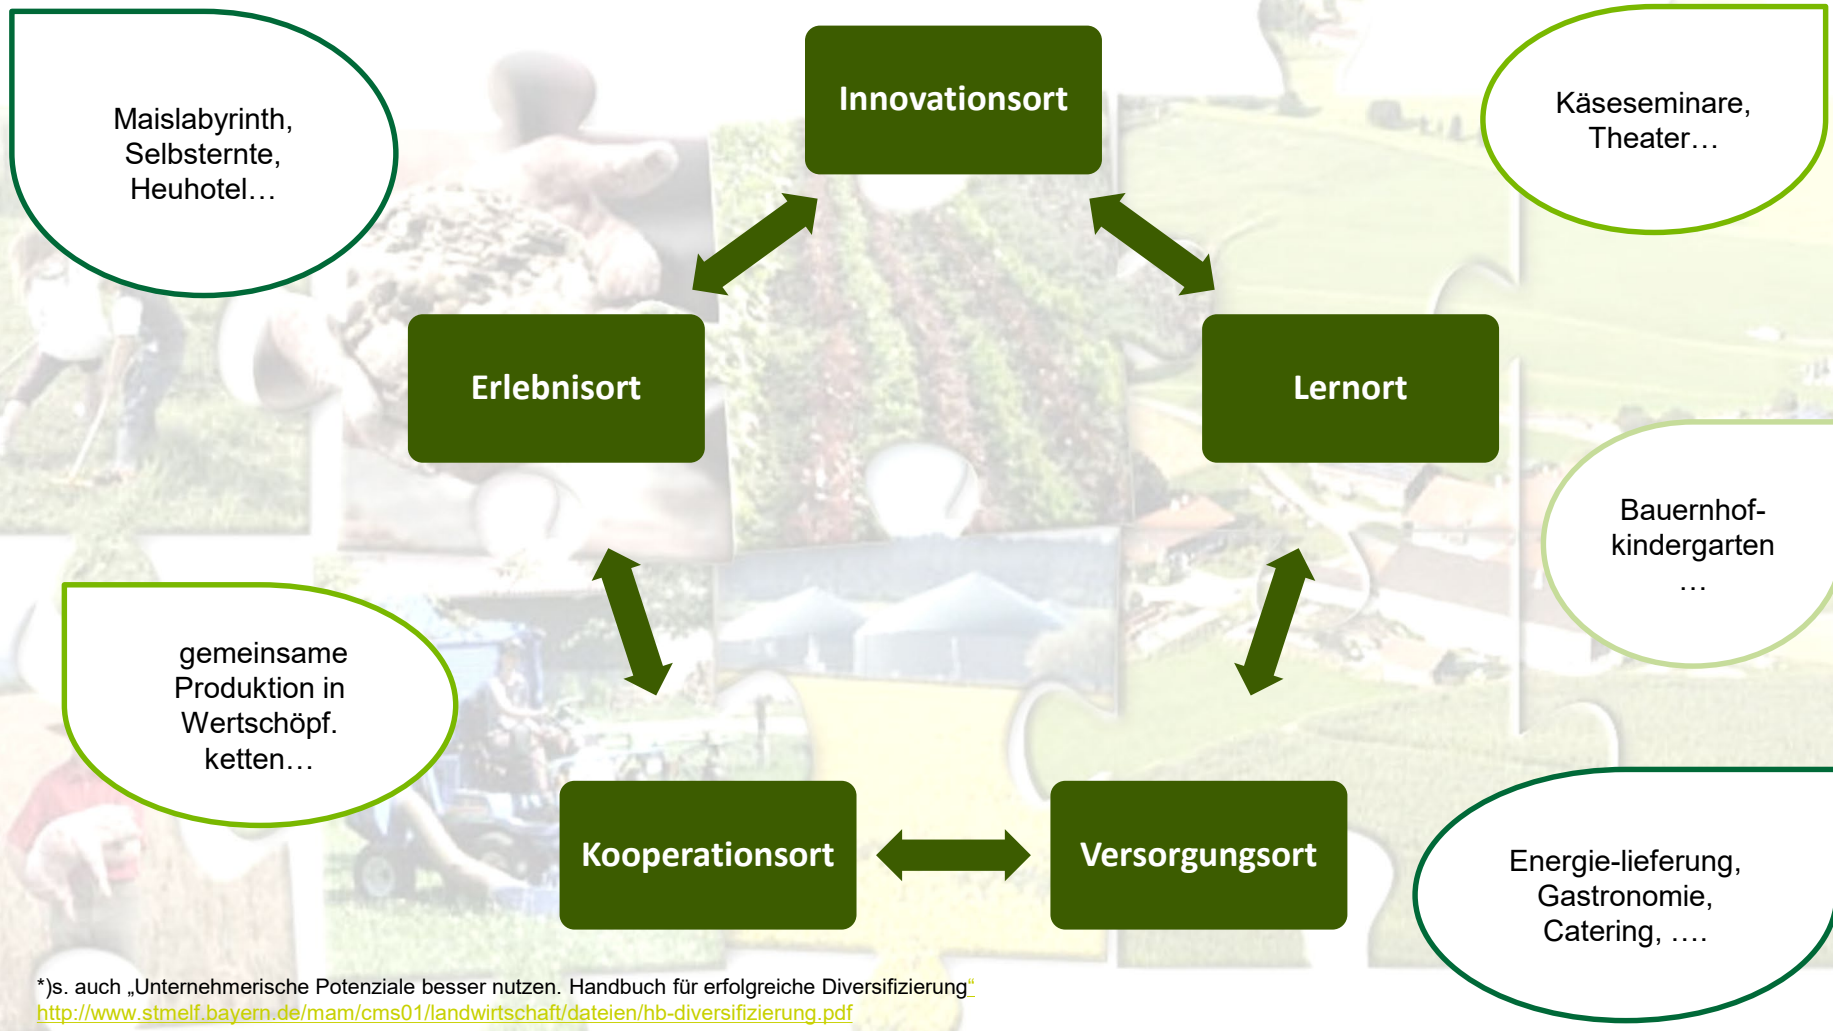 Innovationsort
Maislabyrinth,
Selbsternte,
Heuhotel…
Käseseminare,
Theater…
Erlebnisort
Lernort
Bauernhof-
kindergarten
…
gemeinsame
Produktion in
Wertschöpf.
ketten…
Kooperationsort
Versorgungsort
Energie-lieferung,
Gastronomie,
Catering, ….
*)s. auch „Unternehmerische Potenziale besser nutzen. Handbuch für erfolgreiche Diversifizierung“
http://www.stmelf.bayern.de/mam/cms01/landwirtschaft/dateien/hb-diversifizierung.pdf